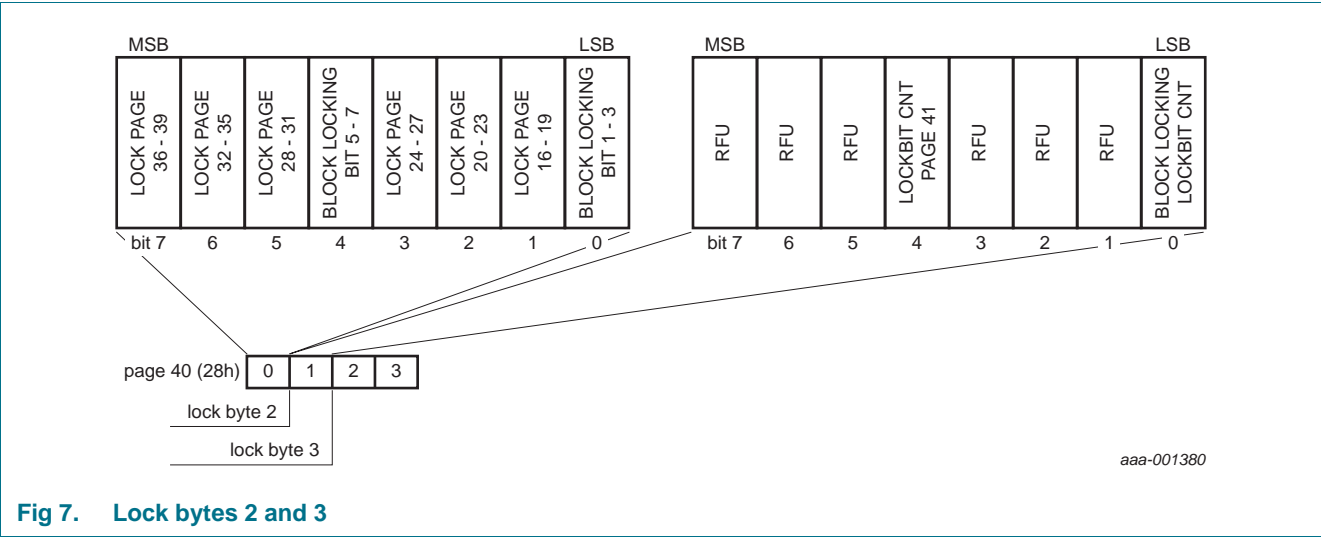 MSB
LSB
LOCK PAGE
36 - 39
LOCK PAGE
32 - 35
LOCK PAGE
28 - 31
BLOCK LOCKING
BIT 5 - 7
LOCK PAGE
24 - 27
LOCK PAGE
20 - 23
LOCK PAGE
16 - 19
BLOCK LOCKING
BIT 1 - 3
bit 7 6 5 4 3 2 1 0
MSB
LSB
RFU
RFU
RFU
LOCKBIT CNT
PAGE 41
RFU
RFU
RFU
BLOCK LOCKING
LOCKBIT CNT
bit 7 6 5 4 3 2 1 0
page 40 (28h) 0 1 2 3
lock byte 2
lock byte 3
aaa-001380
Fig 7. Lock bytes 2 and 3